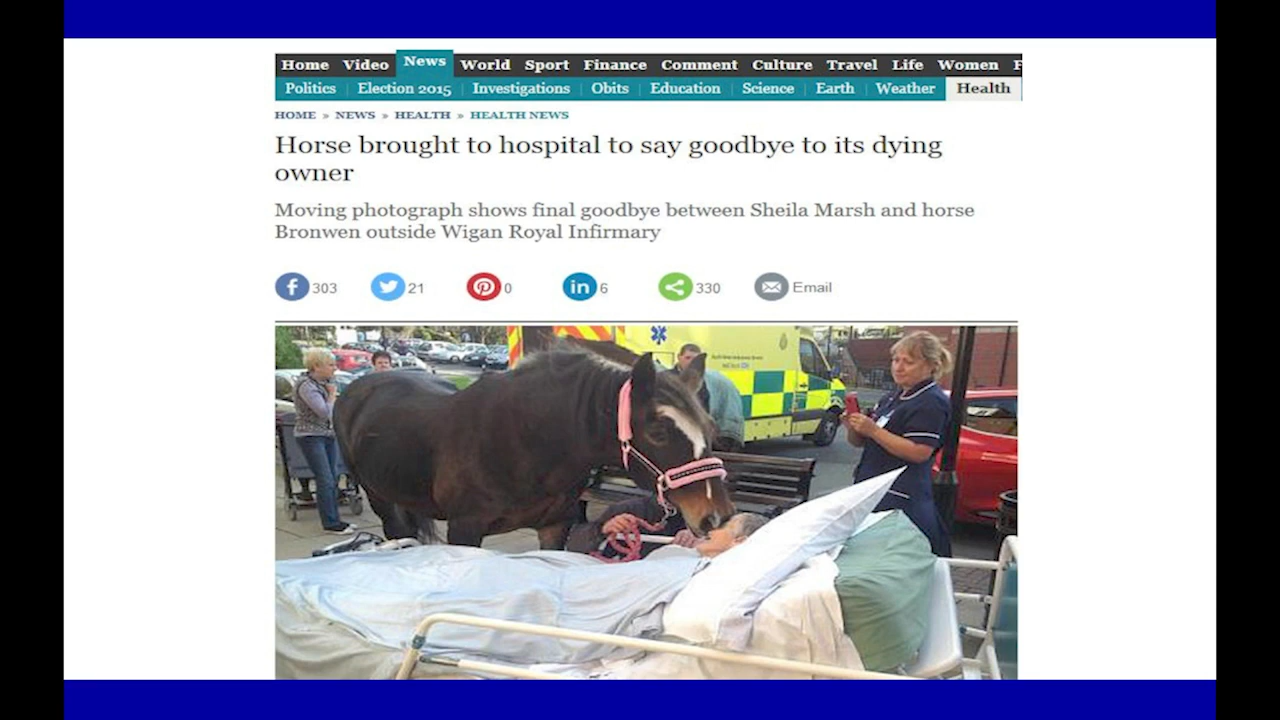 Home Video News World Sport Finance Comment Culture Travel Life Women F
Politics Election 2015 Investigations Obits Education Science Earth Weather Health
HOME » NEWS » HEALTH » HEALTH NEWS
Horse brought to hospital to say goodbye to its dying
owner
Moving photograph shows final goodbye between Sheila Marsh and horse
Bronwen outside Wigan Royal Infirmary
f 303 21 0 in 6 330 Email